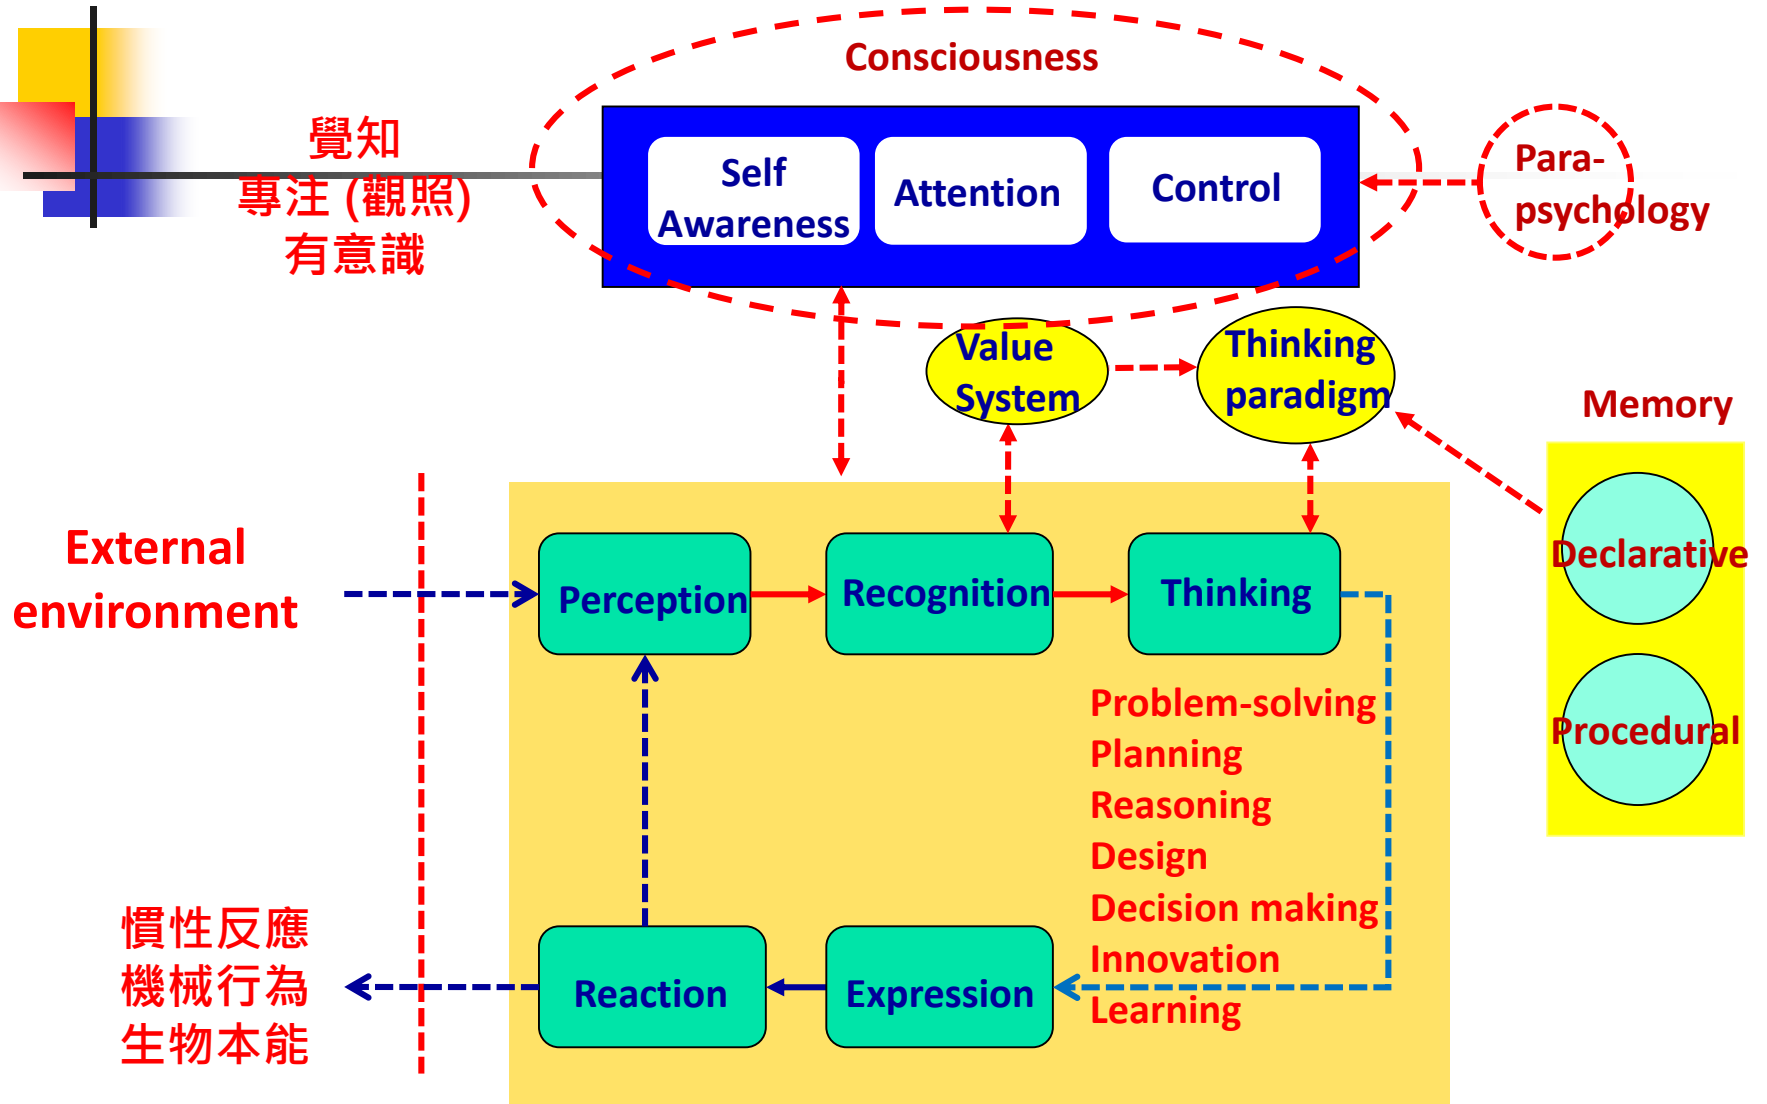 Consciousness
覺知
專注 (觀照)
有意識
Self
Awareness
Attention
Control
Para-
psychology
Value
System
Thinking
paradigm
Memory
Declarative
Procedural
External
environment
Perception
Recognition
Thinking
Problem-solving
Planning
Reasoning
Design
Decision making
Innovation
Learning
慣性反應
機械行為
生物本能
Reaction
Expression